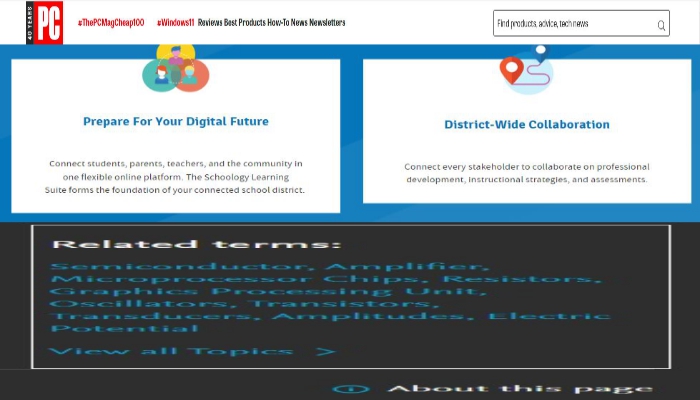 40 YEARS
PC
#ThePCMagCheap100 #Windows11 Reviews Best Products How-To News Newsletters
Find products, advice, tech news
Prepare For Your Digital Future
Connect students, parents, teachers, and the community in
one flexible online platform. The Schoology Learning
Suite forms the foundation of your connected school district.
District-Wide Collaboration
Connect every stakeholder to collaborate on professional
development, instructional strategies, and assessments.
Related terms:
Semiconductor, Amplifier,
Microprocessor Chips, Resistors,
Graphics Processing Unit,
Oscillators, Transistors,
Transducers, Amplitudes, Electric
Potential
View all Topics >
About this page